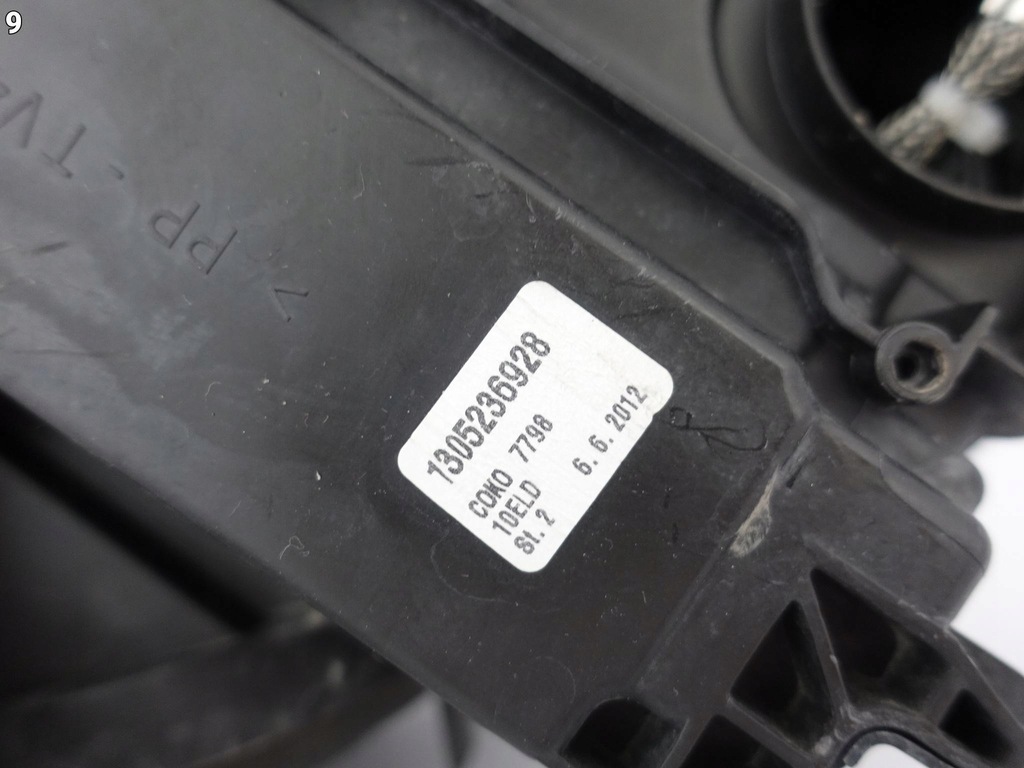 9
V PP - TV
1305236928
COKO 7798
10ELD 6.6.2012
St. 2